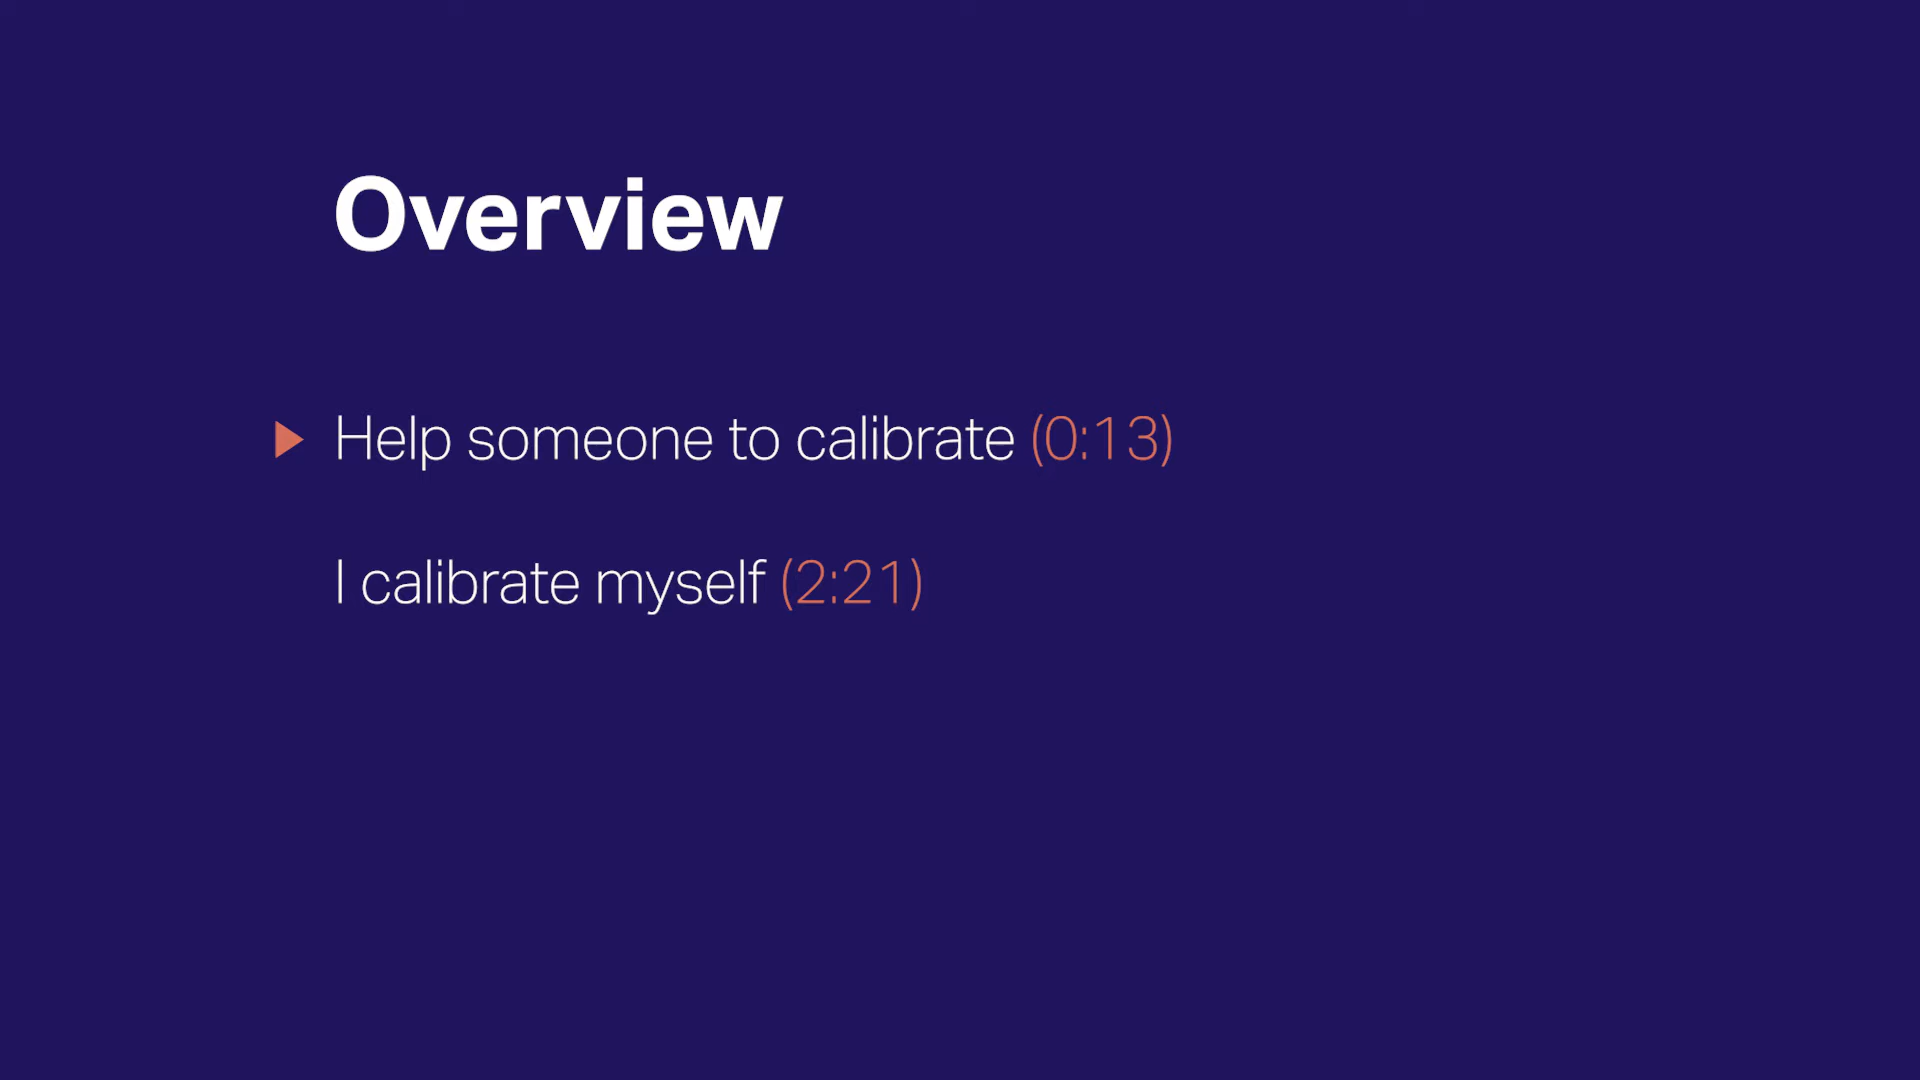 Overview
Help someone to calibrate (0:13)
I calibrate myself (2:21)